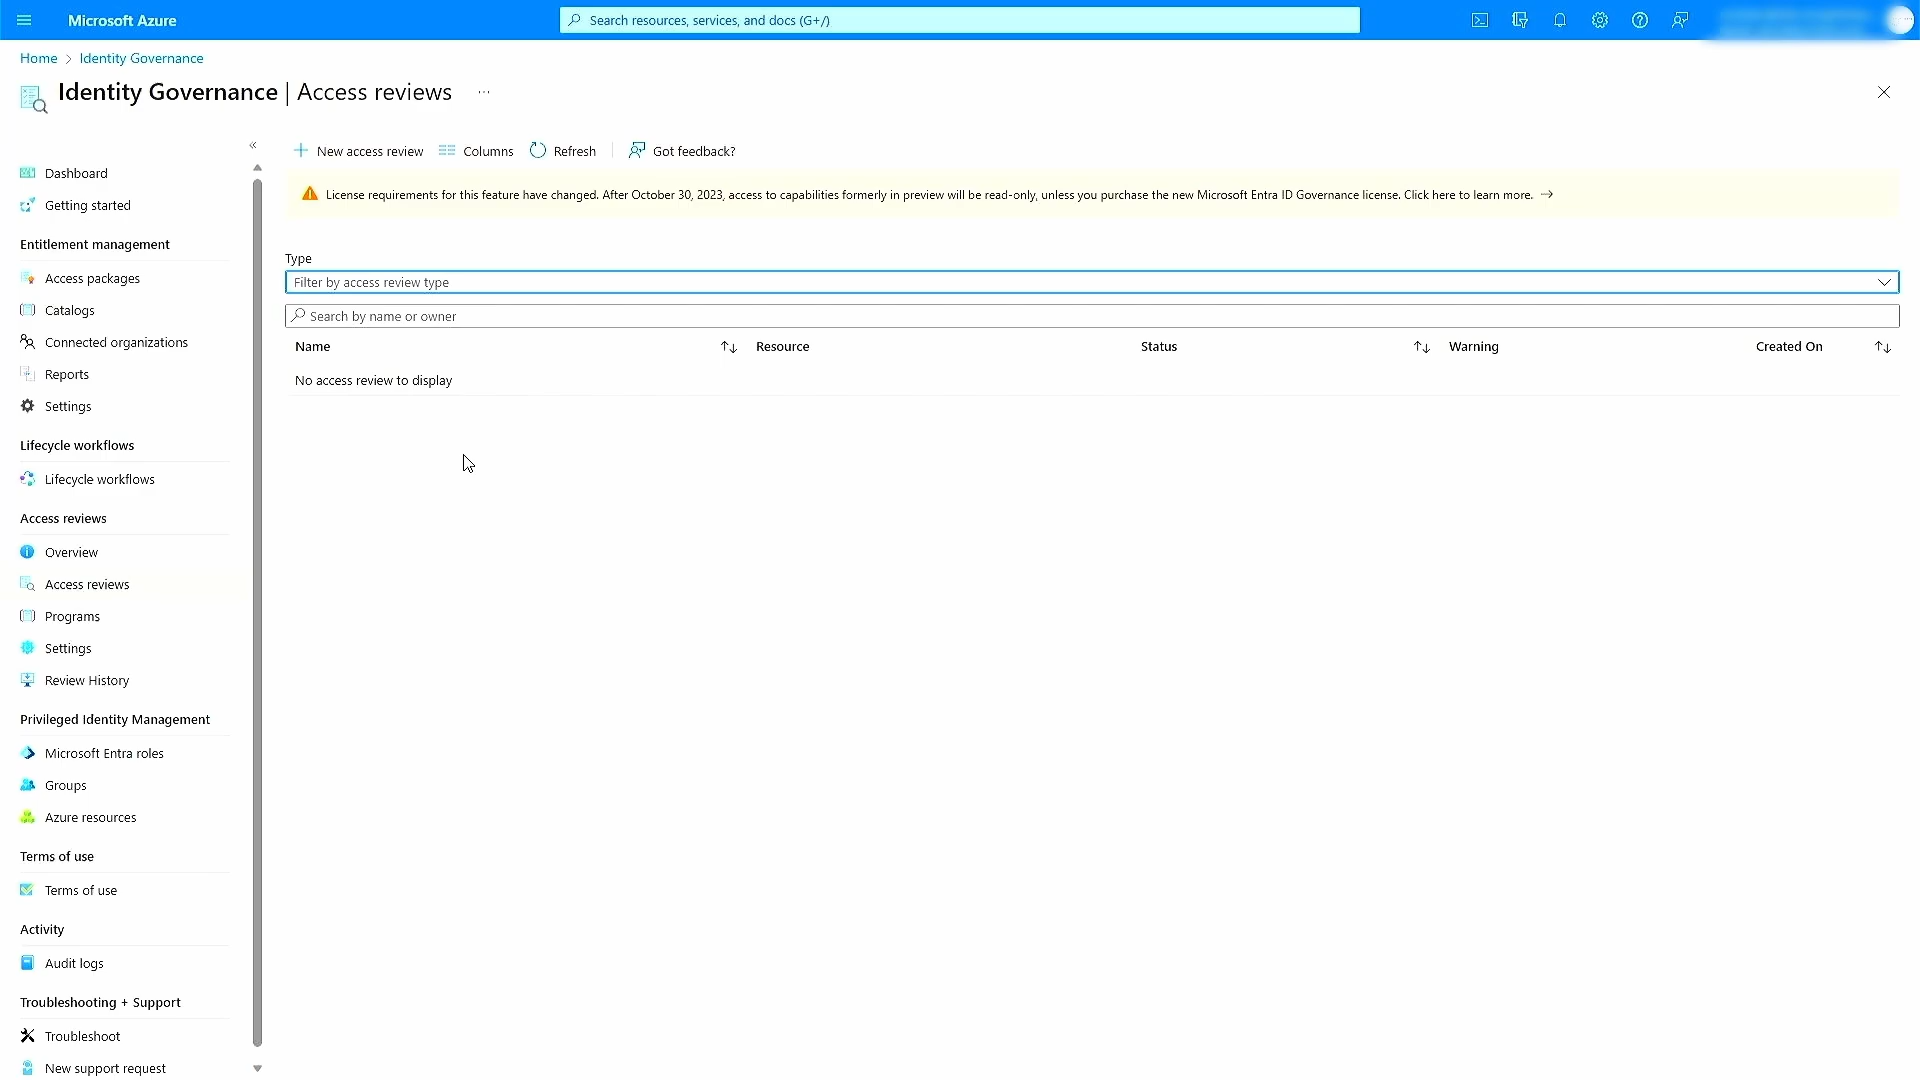 Microsoft Azure
Search resources, services, and docs (G+/)
Home > Identity Governance
Identity Governance | Access reviews ...
«
New access review
Columns
Refresh
Got feedback?
License requirements for this feature have changed. After October 30, 2023, access to capabilities formerly in preview will be read-only, unless you purchase the new Microsoft Entra ID Governance license. Click here to learn more. →
Type
Filter by access review type
Search by name or owner
Name ↑↓ Resource Status ↑↓ Warning Created On ↑↓
No access review to display
Dashboard
Getting started
Entitlement management
Access packages
Catalogs
Connected organizations
Reports
Settings
Lifecycle workflows
Lifecycle workflows
Access reviews
Overview
Access reviews
Programs
Settings
Review History
Privileged Identity Management
Microsoft Entra roles
Groups
Azure resources
Terms of use
Terms of use
Activity
Audit logs
Troubleshooting + Support
Troubleshoot
New support request